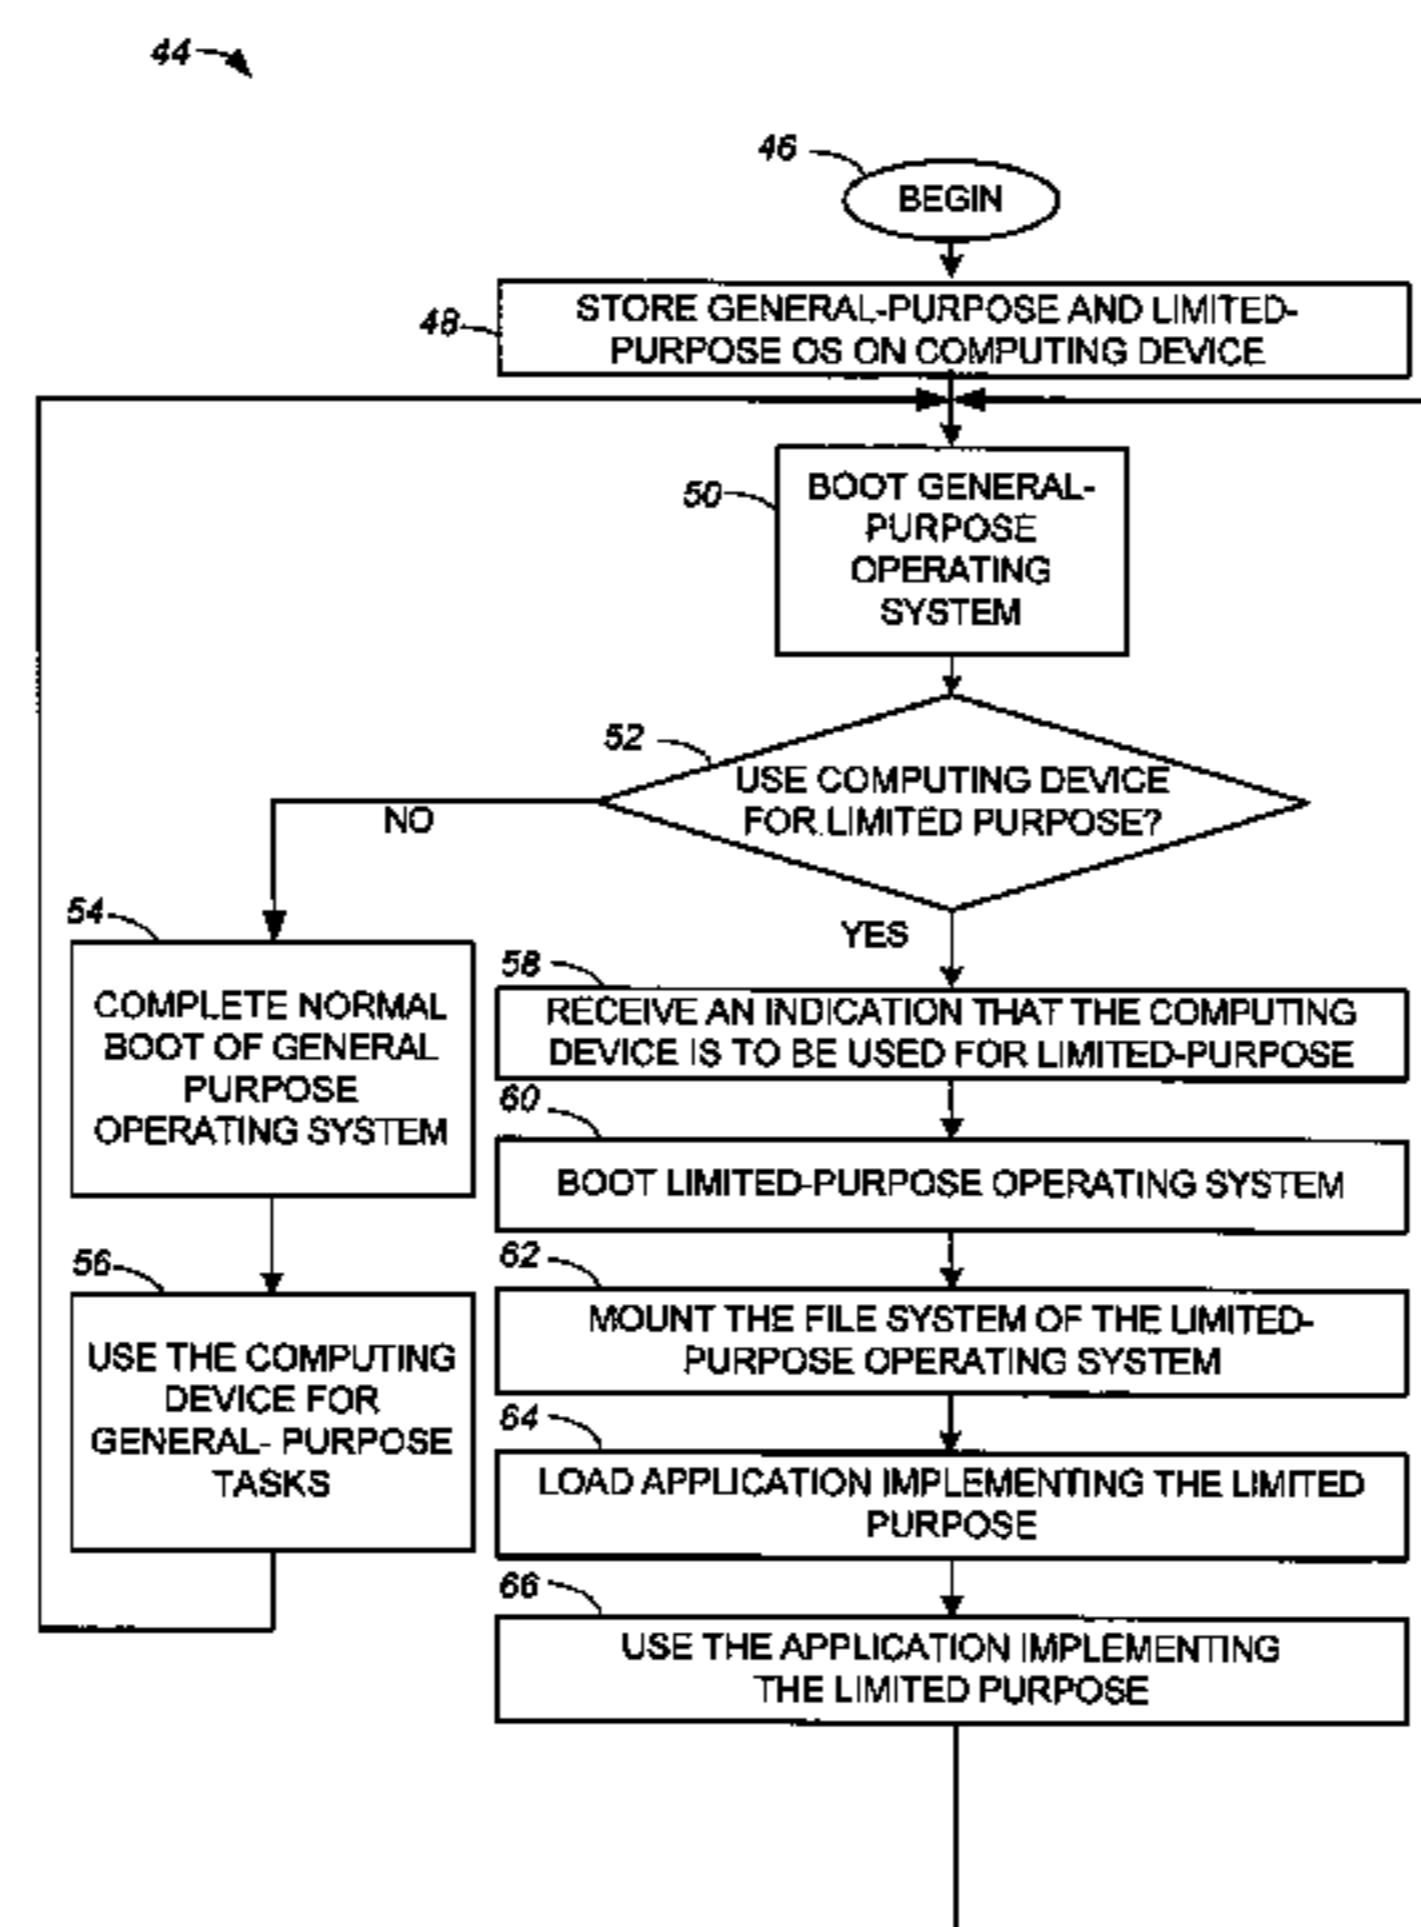 44
46
BEGIN
48
STORE GENERAL-PURPOSE AND LIMITED-
PURPOSE OS ON COMPUTING DEVICE
50
BOOT GENERAL-
PURPOSE
OPERATING
SYSTEM
52
USE COMPUTING DEVICE
FOR LIMITED PURPOSE?
NO
YES
54
COMPLETE NORMAL
BOOT OF GENERAL
PURPOSE
OPERATING SYSTEM
56
USE THE COMPUTING
DEVICE FOR
GENERAL- PURPOSE
TASKS
58
RECEIVE AN INDICATION THAT THE COMPUTING
DEVICE IS TO BE USED FOR LIMITED-PURPOSE
60
BOOT LIMITED-PURPOSE OPERATING SYSTEM
62
MOUNT THE FILE SYSTEM OF THE LIMITED-
PURPOSE OPERATING SYSTEM
64
LOAD APPLICATION IMPLEMENTING THE LIMITED
PURPOSE
66
USE THE APPLICATION IMPLEMENTING
THE LIMITED PURPOSE